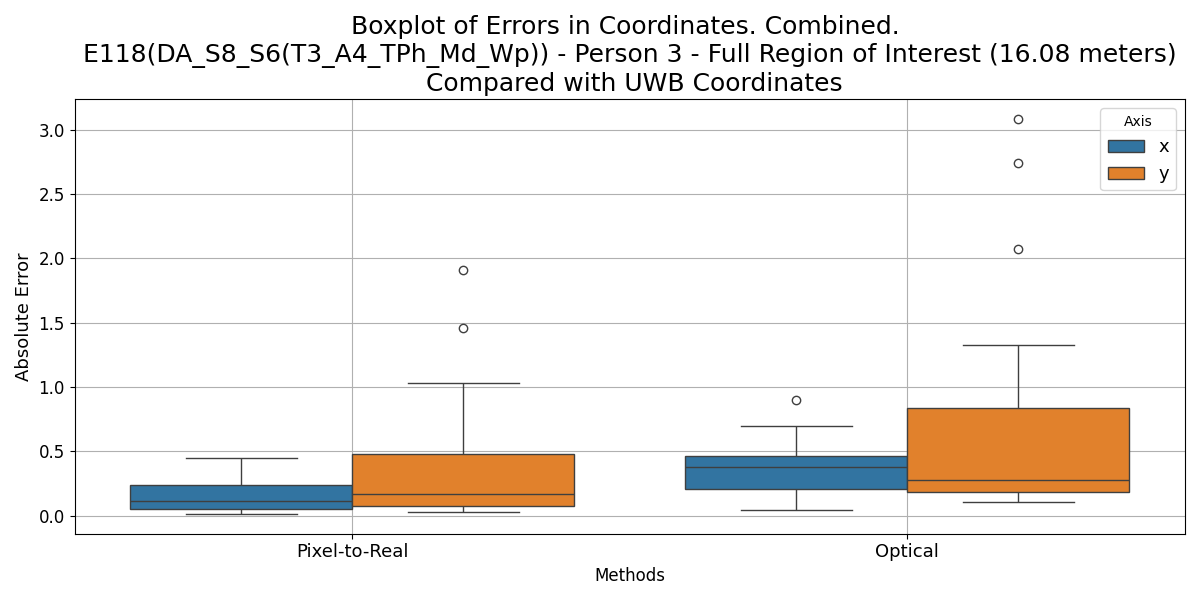 Boxplot of Errors in Coordinates. Combined.
E118(DA_S8_S6(T3_A4_TPh_Md_Wp)) - Person 3 - Full Region of Interest (16.08 meters)
Compared with UWB Coordinates
Absolute Error
3.0
2.5
2.0
1.5
1.0
0.5
0.0
Axis
x
y
Pixel-to-Real
Optical
Methods